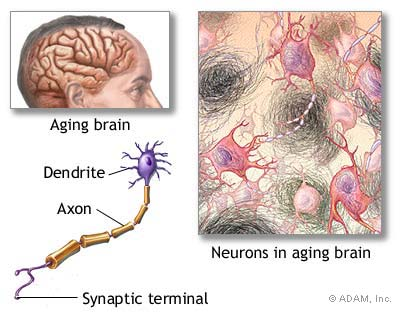 Aging brain
Dendrite
Axon
Synaptic terminal
Neurons in aging brain
© ADAM, Inc.